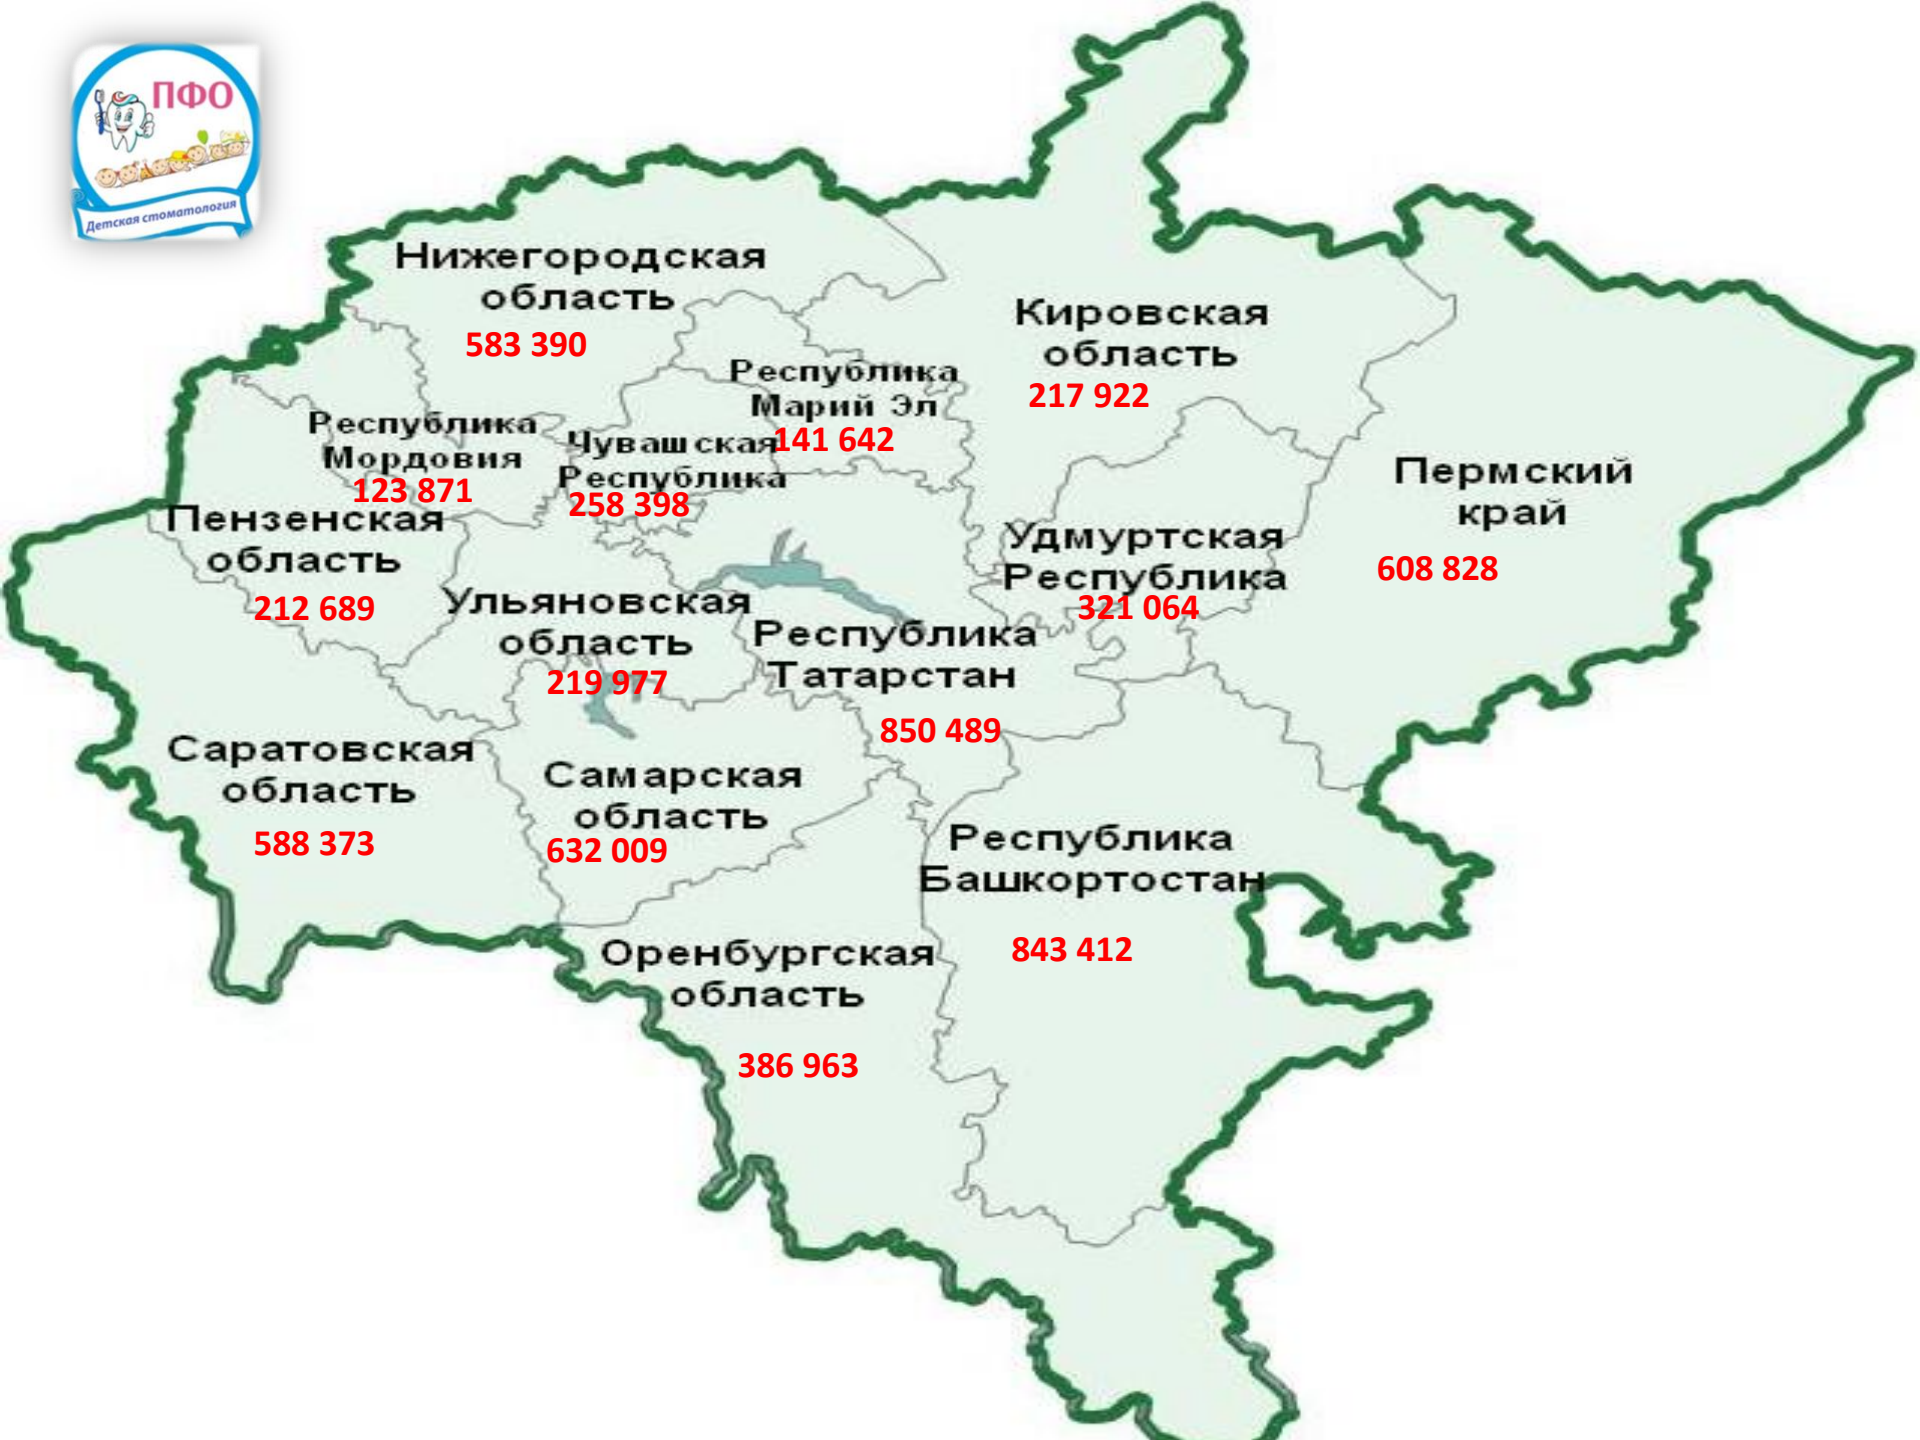 ПФО
Детская стоматология
Нижегородская
область
583 390
Кировская
область
217 922
Республика
Марий Эл
141 642
Республика
Мордовия
123 871
Чувашская
Республика
258 398
Пермский
край
608 828
Пензенская
область
212 689
Удмуртская
Республика
321 064
Ульяновская
область
219 977
Республика
Татарстан
850 489
Саратовская
область
588 373
Самарская
область
632 009
Республика
Башкортостан
843 412
Оренбургская
область
386 963